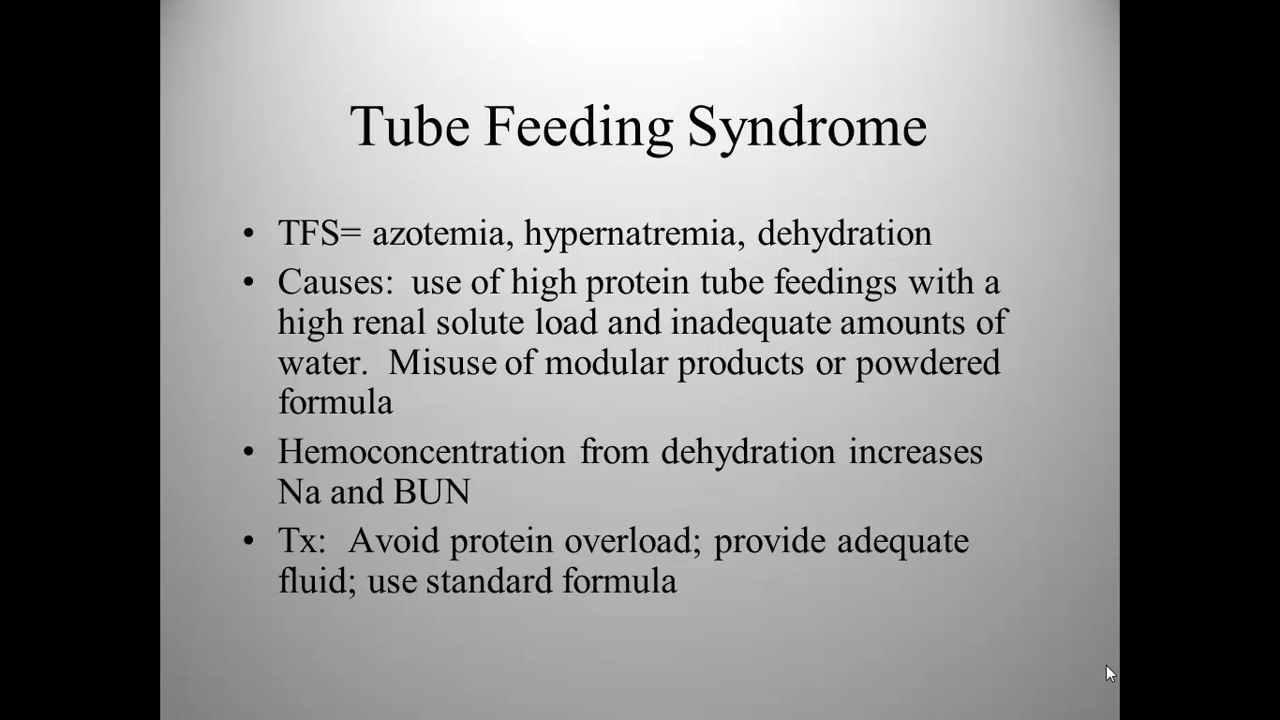 Tube Feeding Syndrome
• TFS= azotemia, hypernatremia, dehydration
• Causes:  use of high protein tube feedings with a
high renal solute load and inadequate amounts of
water.  Misuse of modular products or powdered
formula
• Hemoconcentration from dehydration increases
Na and BUN
• Tx:  Avoid protein overload; provide adequate
fluid; use standard formula